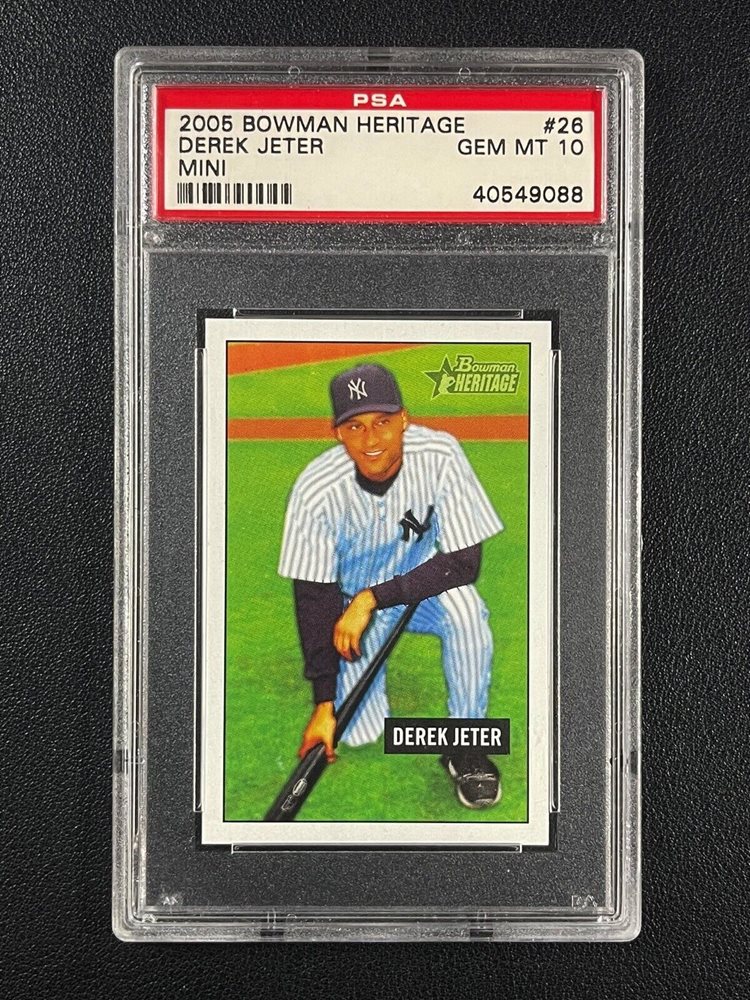 PSA
2005 BOWMAN HERITAGE #26
DEREK JETER GEM MT 10
MINI
40549088
Bowman
HERITAGE
NY
NY
DEREK JETER